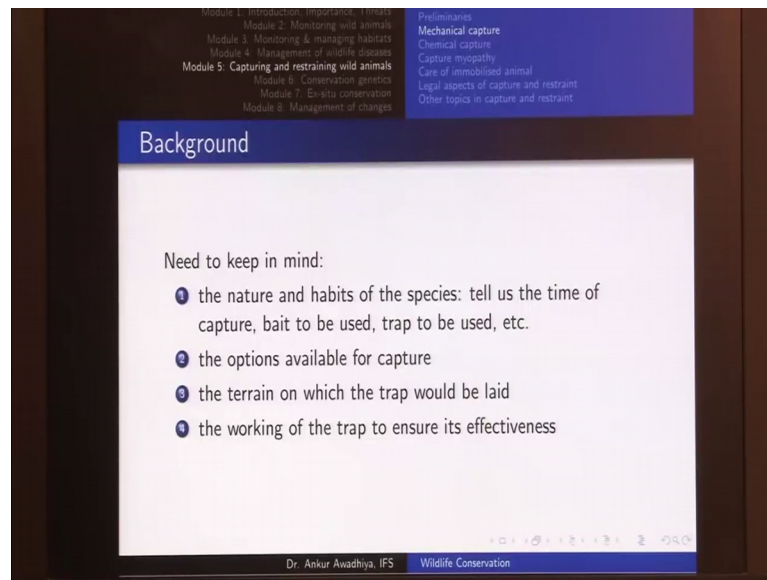 Module 1: Introduction, Importance, Threats
Module 2: Monitoring wild animals
Module 3: Monitoring & managing habitats
Module 4: Management of wildlife diseases
Module 5: Capturing and restraining wild animals
Module 6: Conservation genetics
Module 7: Ex-situ conservation
Module 8: Management of changes
Preliminaries
Mechanical capture
Chemical capture
Capture myopathy
Care of immobilised animal
Legal aspects of capture and restraint
Other topics in capture and restraint
Background
Need to keep in mind:
1 the nature and habits of the species: tell us the time of
capture, bait to be used, trap to be used, etc.
2 the options available for capture
3 the terrain on which the trap would be laid
4 the working of the trap to ensure its effectiveness
Dr. Ankur Awadhiya, IFS
Wildlife Conservation